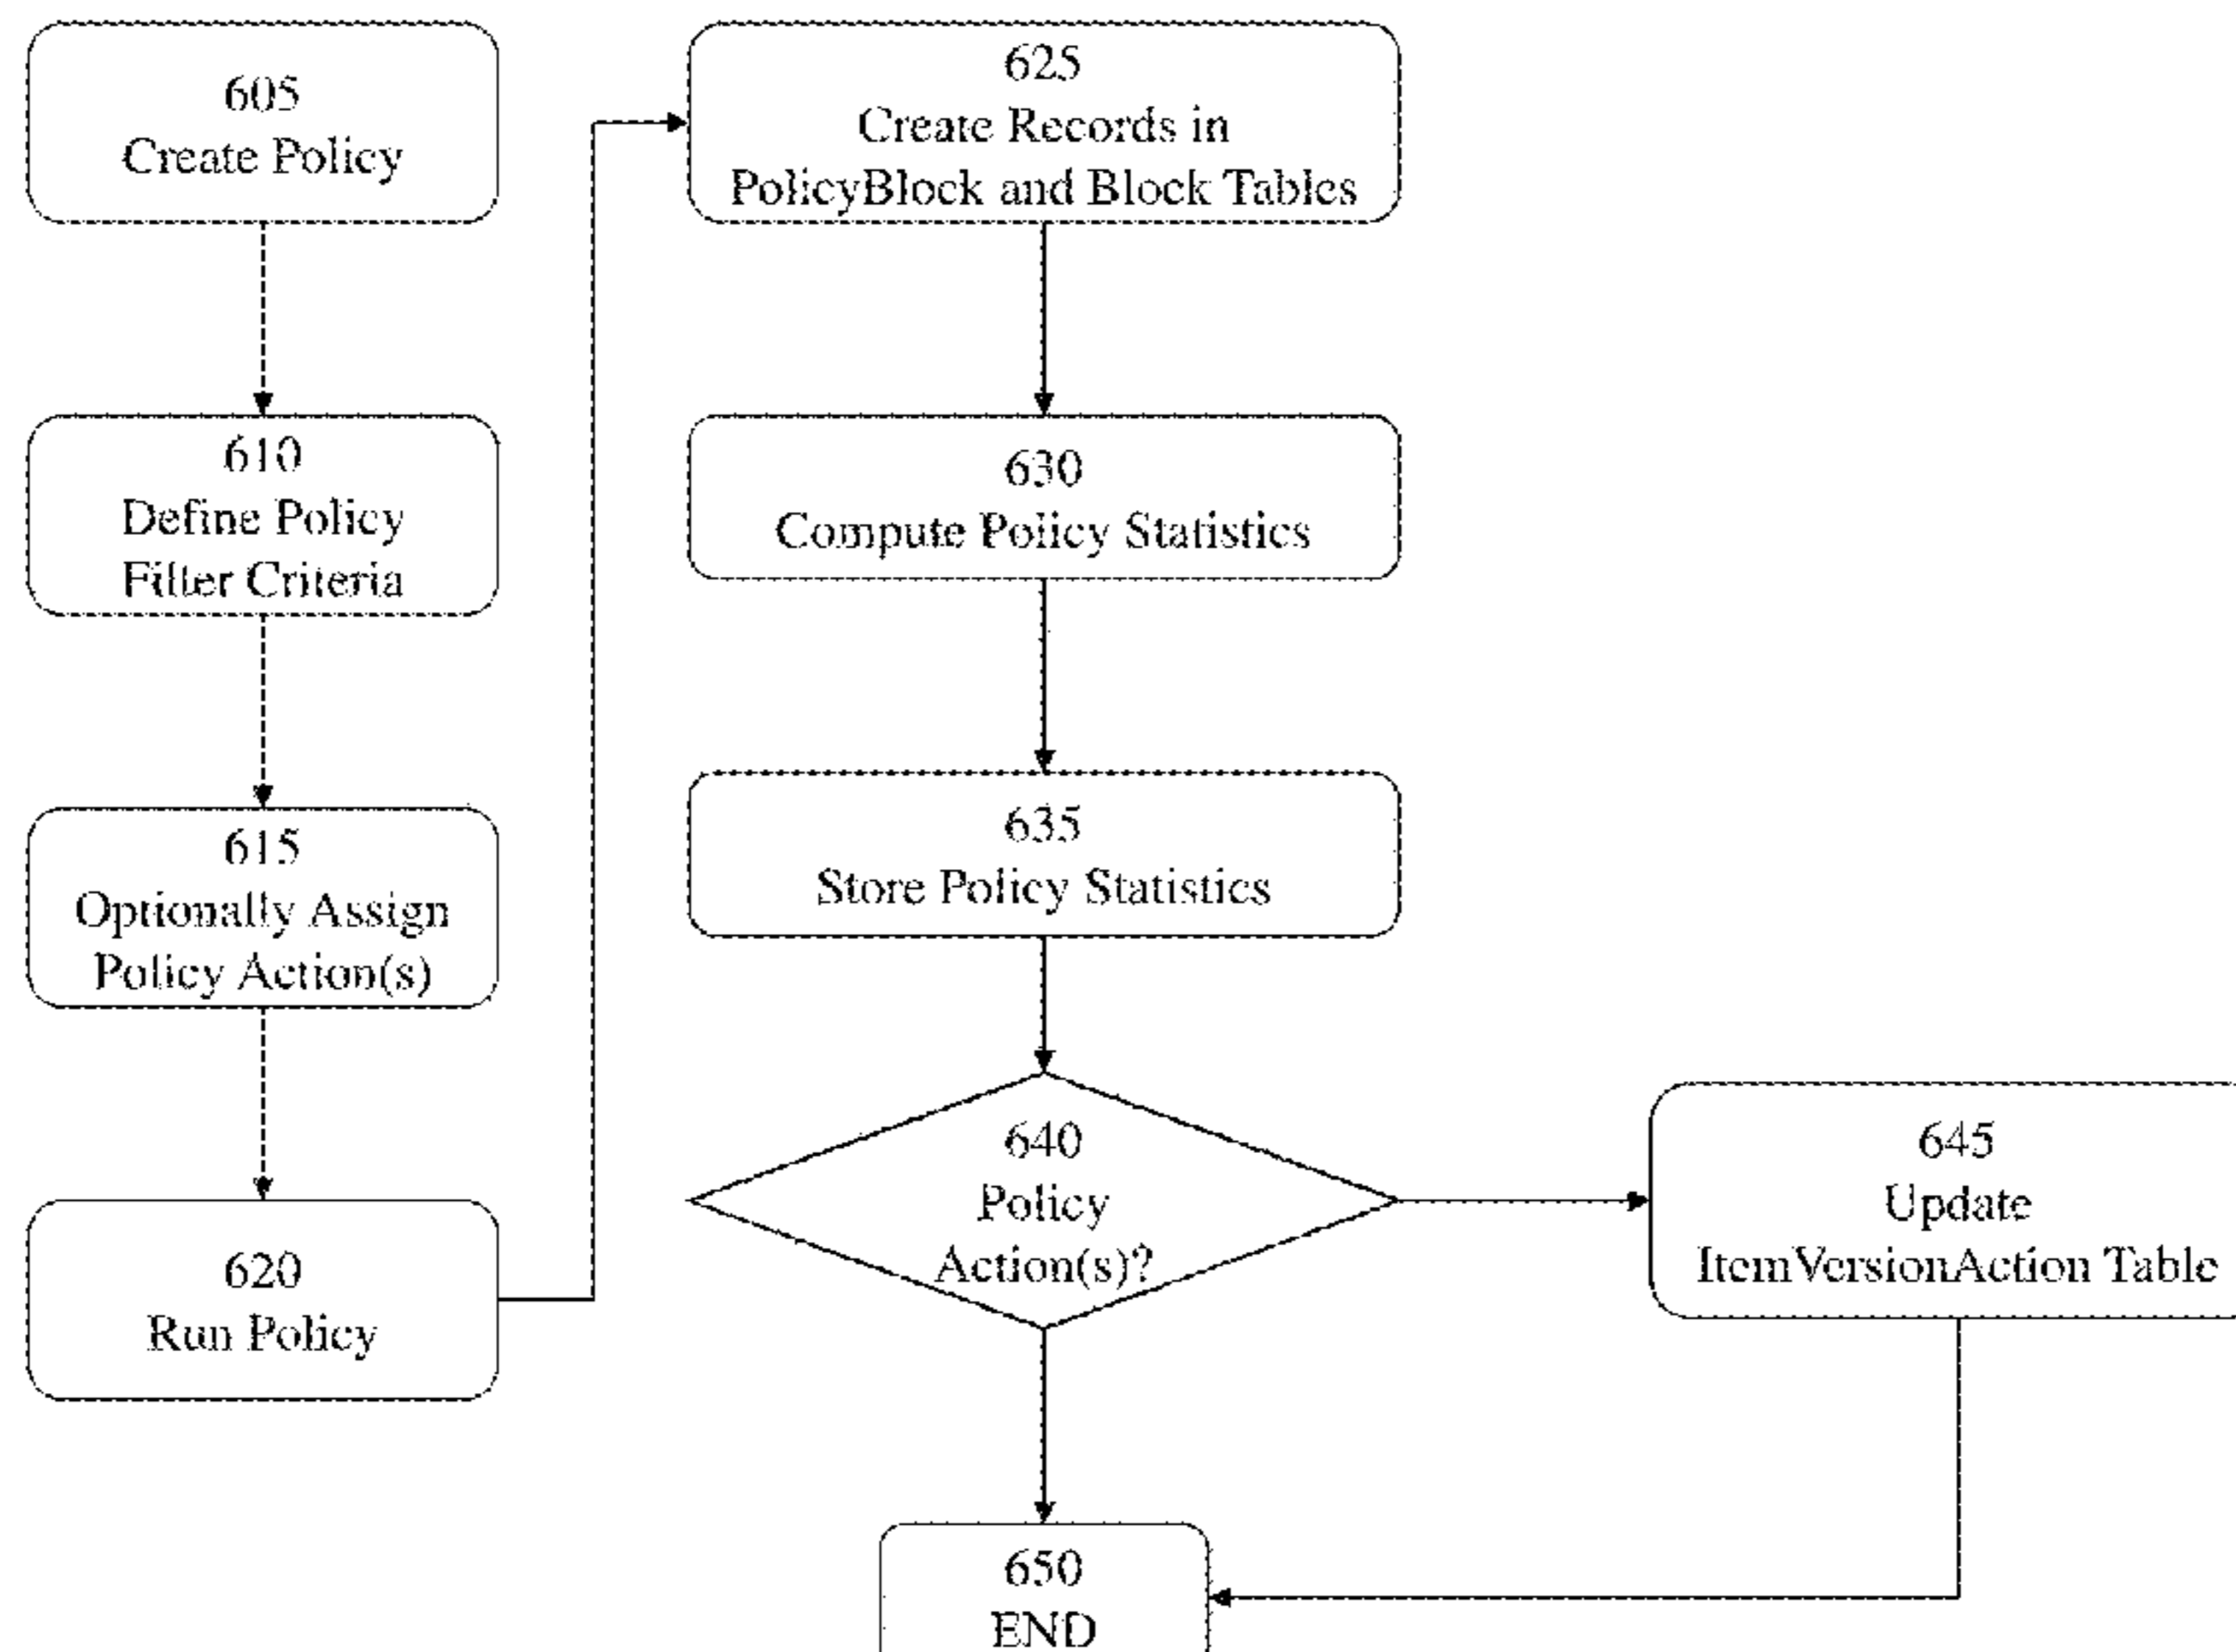 605
Create Policy
610
Define Policy
Filter Criteria
615
Optionally Assign
Policy Action(s)
620
Run Policy
625
Create Records in
PolicyBlock and Block Tables
630
Compute Policy Statistics
635
Store Policy Statistics
640
Policy
Action(s)?
645
Update
ItemVersionAction Table
650
END